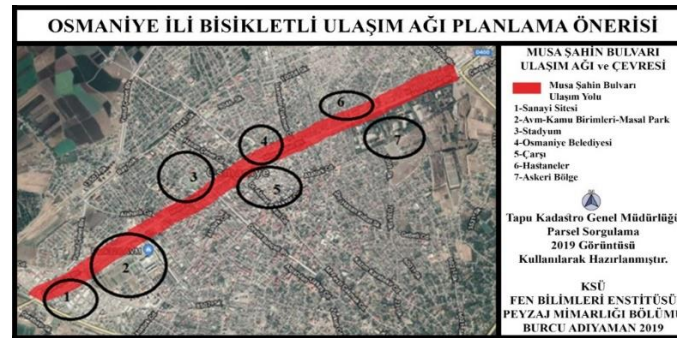 OSMANİYE İLİ BİSİKLETLİ ULAŞIM AĞI PLANLAMA ÖNERİSİ
MUSA ŞAHİN BULVARI
ULAŞIM AĞI ve ÇEVRESİ
Musa Şahin Bulvarı
Ulaşım Yolu
1-Sanayi Sitesi
2-Avm-Kamu Birimleri-Masal Park
3-Stadyum
4-Osmaniye Belediyesi
5-Çarşı
6-Hastaneler
7-Askeri Bölge
Tapu Kadastro Genel Müdürlüğü
Parsel Sorgulama
2019 Görüntüsü
Kullanılarak Hazırlanmıştır.
KSÜ
FEN BİLİMLERİ ENSTİTÜSÜ
PEYZAJ MİMARLIĞI BÖLÜMÜ
BURCU ADIYAMAN 2019
6
7
4
3
5
2
1